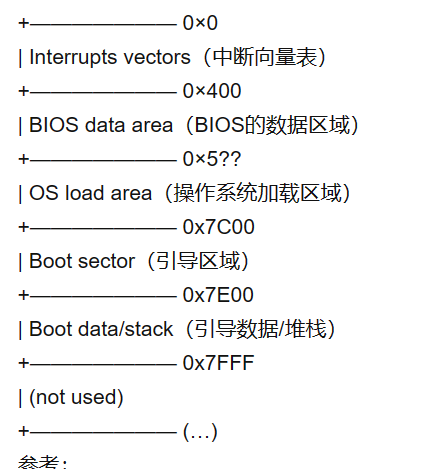 +——————— 0×0
| Interrupts vectors（中断向量表）
+——————— 0×400
| BIOS data area（BIOS的数据区域）
+——————— 0×5??
| OS load area（操作系统加载区域）
+——————— 0x7C00
| Boot sector（引导区域）
+——————— 0x7E00
| Boot data/stack（引导数据/堆栈）
+——————— 0x7FFF
| (not used)
+——————— (…)
参考：